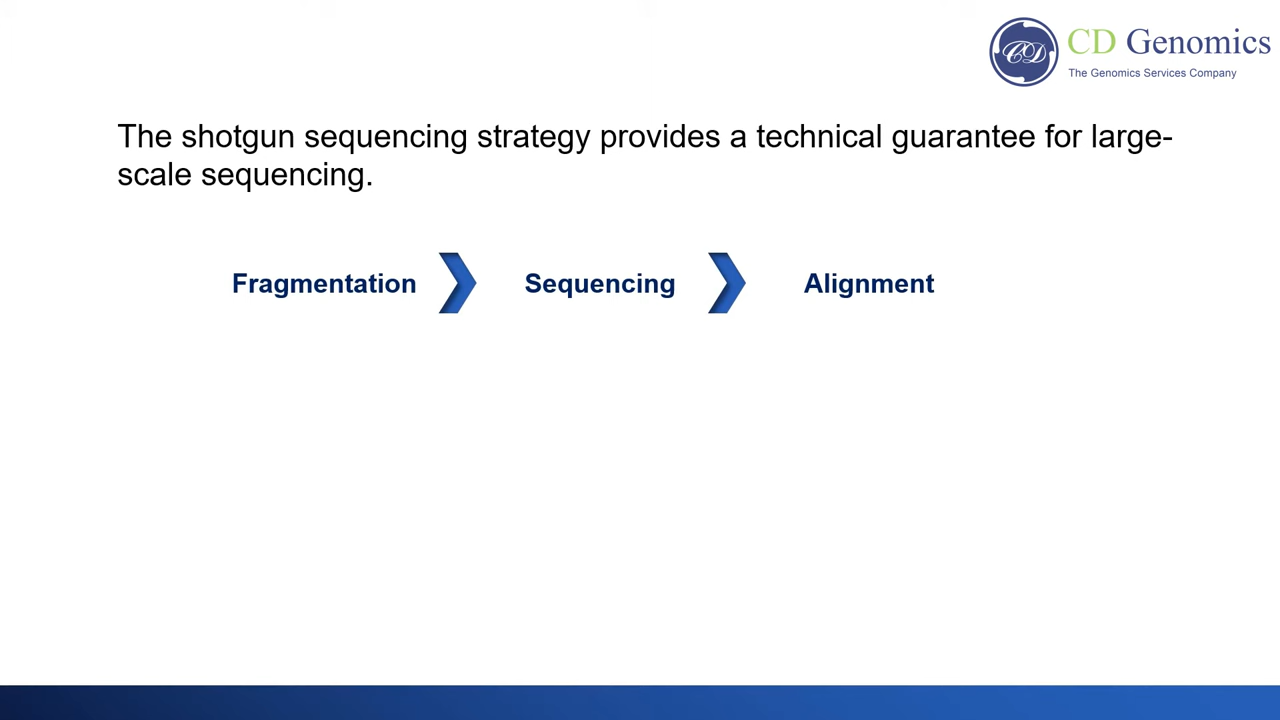 CD Genomics
The Genomics Services Company
The shotgun sequencing strategy provides a technical guarantee for large-
scale sequencing.
Fragmentation Sequencing Alignment